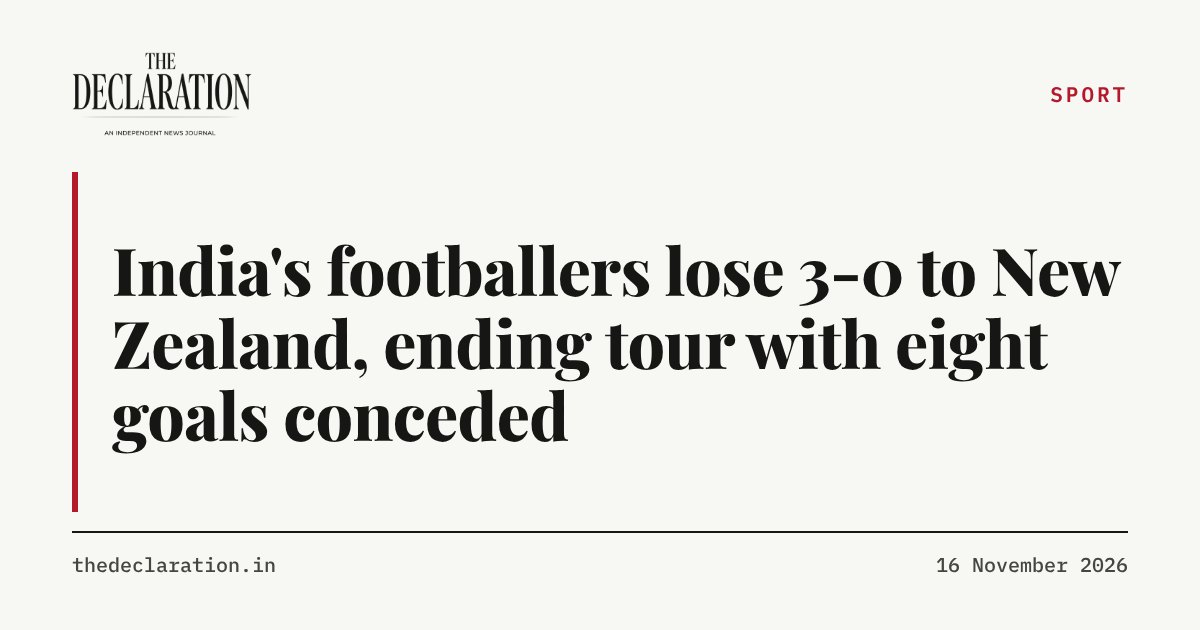 THE
DECLARATION
AN INDEPENDENT NEWS JOURNAL
SPORT
India's footballers lose 3-0 to New
Zealand, ending tour with eight
goals conceded
thedeclaration.in
16 November 2026